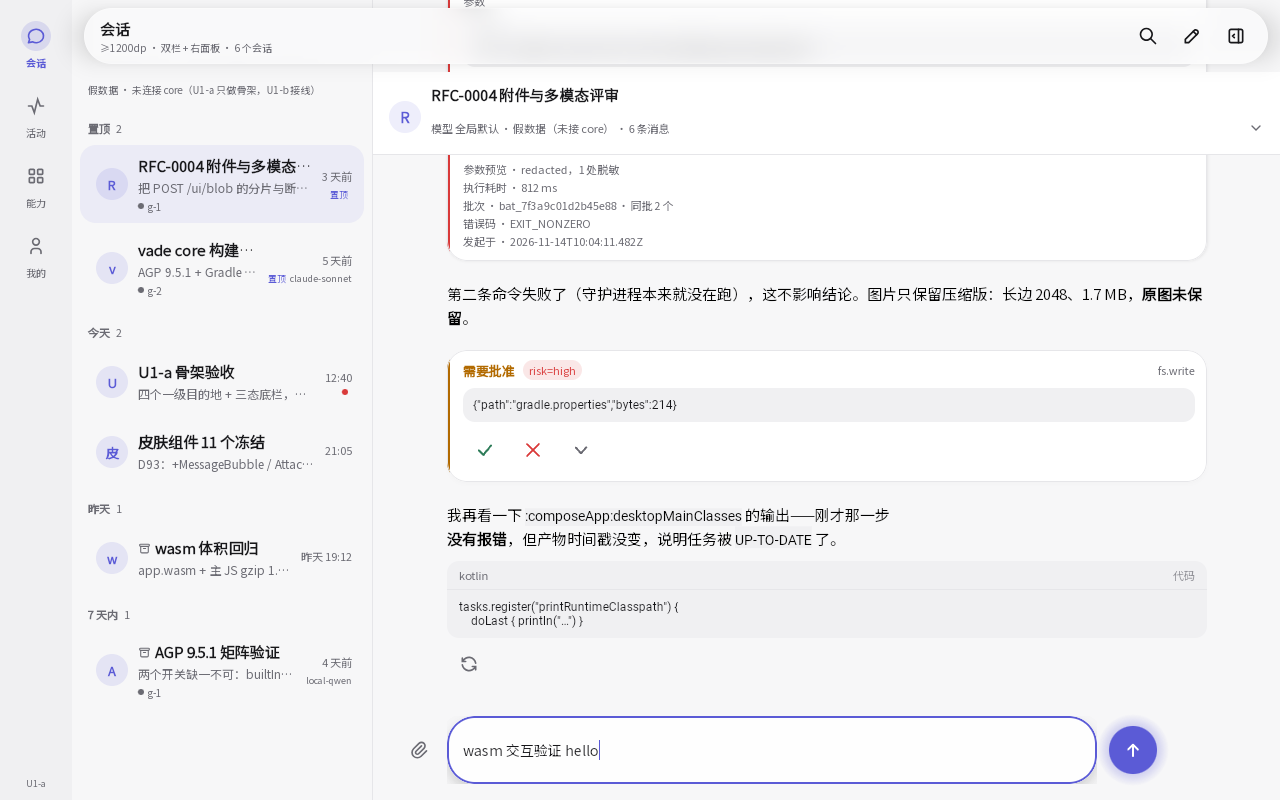 会话
活动
能力
我的
U1-a
会话
≥1200dp · 双栏+右面板 · 6个会话
假数据 · 未连接 core（U1-a 只做骨架，U1-b 接线）
置顶 2
R
RFC-0004 附件与多模态…
3 天前
把 POST /ui/blob 的分片与断…
置顶
g-1
v
vade core 构建…
5 天前
AGP 9.5.1 + Gradle …
置顶 claude-sonnet
g-2
今天 2
U
U1-a 骨架验收
12:40
四个一级目的地 + 三态底栏，…
皮
皮肤组件 11 个冻结
21:05
D93：+MessageBubble / Attac…
昨天 1
w
wasm 体积回归
昨天 19:12
app.wasm + 主 JS gzip 1.…
7 天内 1
A
AGP 9.5.1 矩阵验证
4 天前
两个开关缺一不可：builtIn…
local-qwen
g-1
参数
R
RFC-0004 附件与多模态评审
模型 全局默认 · 假数据（未接 core） · 6 条消息
参数预览 · redacted，1 处脱敏
执行耗时 · 812 ms
批次 · bat_7f3a9c01d2b45e88 · 同批 2 个
错误码 · EXIT_NONZERO
发起于 · 2026-11-14T10:04:11.482Z
第二条命令失败了（守护进程本来就没在跑），这不影响结论。图片只保留压缩版：长边 2048、1.7 MB，原图未保
留。
需要批准 risk=high
fs.write
{"path":"gradle.properties","bytes":214}
我再看一下 :composeApp:desktopMainClasses 的输出——刚才那一步
没有报错，但产物时间戳没变，说明任务被 UP-TO-DATE 了。
kotlin
代码
tasks.register("printRuntimeClasspath") {
doLast { println("…") }
wasm 交互验证 hello